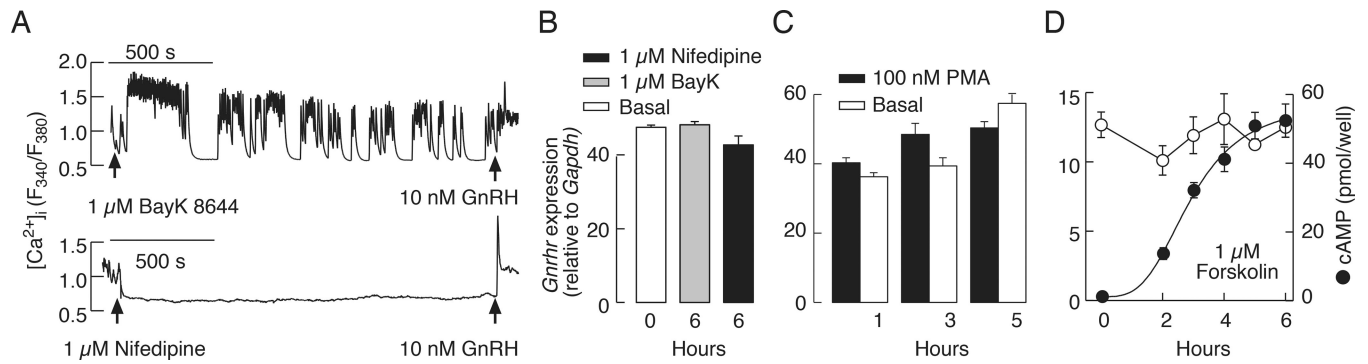 A
500 s
2.0
1.5
1.0
0.5
1 µM BayK 8644
10 nM GnRH
[Ca²⁺]ᵢ (F₃₄₀/F₃₈₀)
1.5
1.0
0.5
500 s
1 µM Nifedipine
10 nM GnRH
B
1 µM Nifedipine
1 µM BayK
Basal
Gnrhr expression
(relative to Gapdh)
40
20
0
0 6 6
Hours
C
100 nM PMA
Basal
60
40
20
0
1 3 5
Hours
D
15
10
5
0
60
40
20
0
cAMP (pmol/well)
1 µM
Forskolin
0 2 4 6
Hours